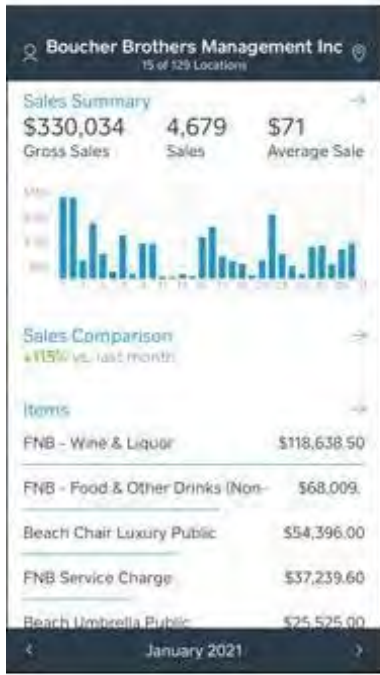 Boucher Brothers Management Inc
15 of 129 Locations
Sales Summary
$330,034 4,679 $71
Gross Sales Sales Average Sale
Sales Comparison
+115% vs. last month
Items
FNB - Wine & Liquor $118,638.50
FNB - Food & Other Drinks (Non- $68,009.
Beach Chair Luxury Public $54,396.00
FNB Service Charge $37,239.60
Beach Umbrella Public $25,525.00
January 2021